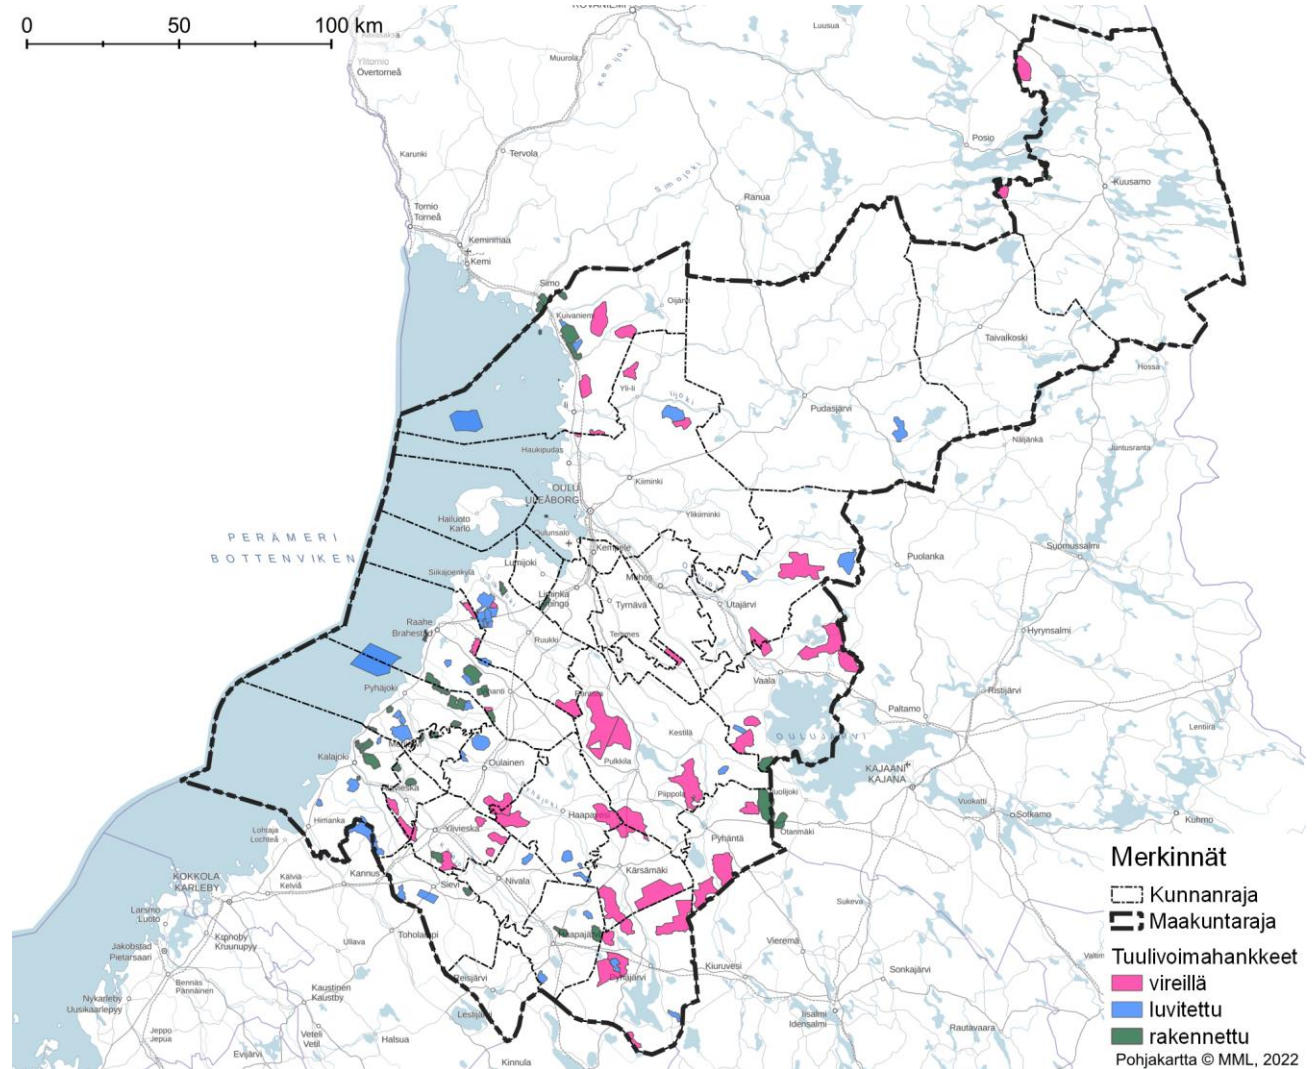 0 50 100 km
ROVANIEMI
Luusua
Ylitornio
Övertorneå
Muurola
Kemijoki
Karunki
Tervola
Posio
Simojoki
Kuusamo
Ranua
Tornio
Torneå
Keminmaa
Kemi
Simo
Oijärvi
Kuivaniemi
Taivalkoski
Hossa
Yli-Ii
Iijoki
Ii
Pudasjärvi
Näljänkä
Juntusranta
Haukipudas
Kiiminki
OULU
ULEÅBORG
Hailuoto
Karlö
Ylikiiminki
PERÄMERI
BOTTENVIKEN
Oulunsalo
Kempele
Suomussalmi
Puolanka
Lumijoki
Siikajoenkylä
Muhos
Liminka
Limingo
Tyrnävä
Utajärvi
Raahe
Brahestad
Ruukki
Temmes
Hyrynsalmi
Vaala
Pyhäjoki
Ristijärvi
Paltamo
Lentiira
Kestilä
OULUJÄRVI
Kalajoki
Oulainen
Pulkkila
KAJAANI
KAJANA
Piippola
Vuolijoki
Vuokatti
Himanka
Haapavesi
Sotkamo
Kuhmo
Lohtaja
Lochteå
Ylivieska
Pyhäntä
Otanmäki
Kannus
Kälviä
Kelviå
Kärsämäki
KOKKOLA
KARLEBY
Sievi
Nivala
Larsmo
Luoto
Sukeva
Kronoby
Kruunupyy
Ullava
Toholampi
Haapajärvi
Vieremä
Jakobstad
Pietarsaari
Valtim
Bennäs
Pännäinen
Reisjärvi
Pyhäjärvi
Kiuruvesi
Sonkajärvi
Nykarleby
Uusikaarlepyy
Kaustinen
Kaustby
Lestijärvi
Iisalmi
Idensalmi
Jeppo
Jepua
Veteli
Vetil
Halsua
Rautavaara
Evijärvi
Kinnula
Merkinnät
Kunnanraja
Maakuntaraja
Tuulivoimahankkeet
vireillä
luvitettu
rakennettu
Pohjakartta © MML, 2022